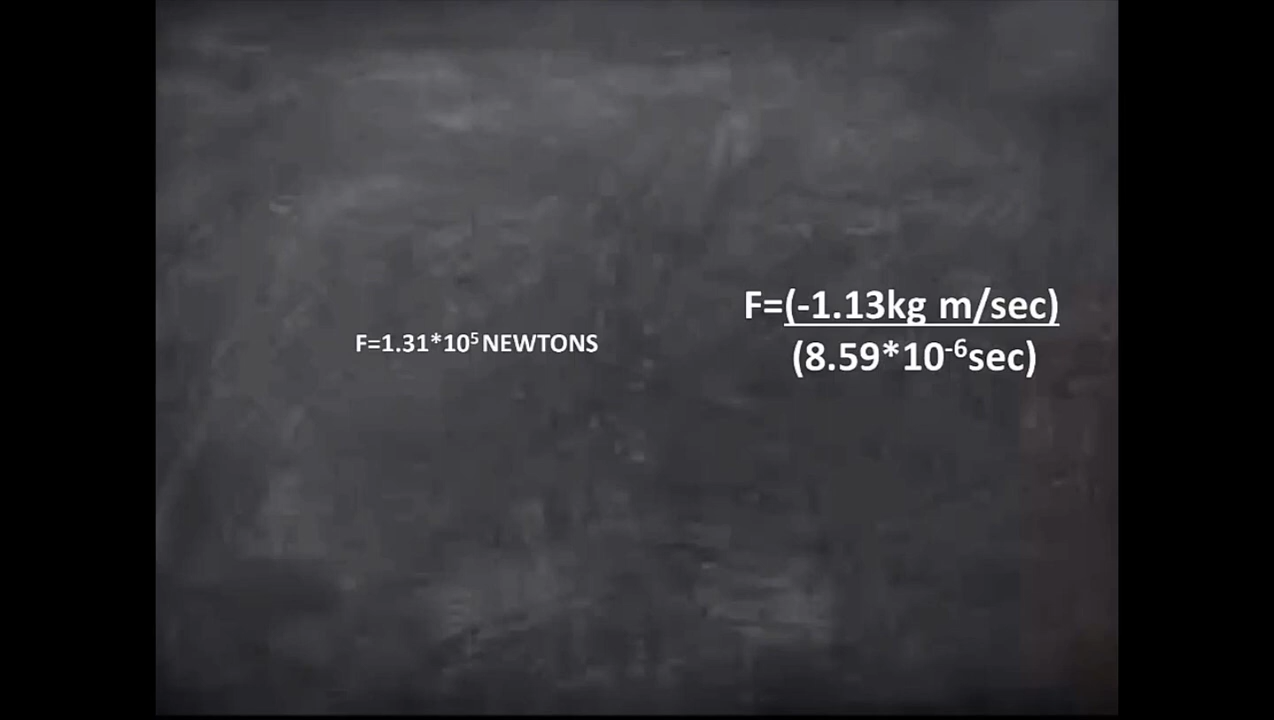 F=1.31*10⁵ NEWTONS
F=(-1.13kg m/sec)
(8.59*10⁻⁶sec)